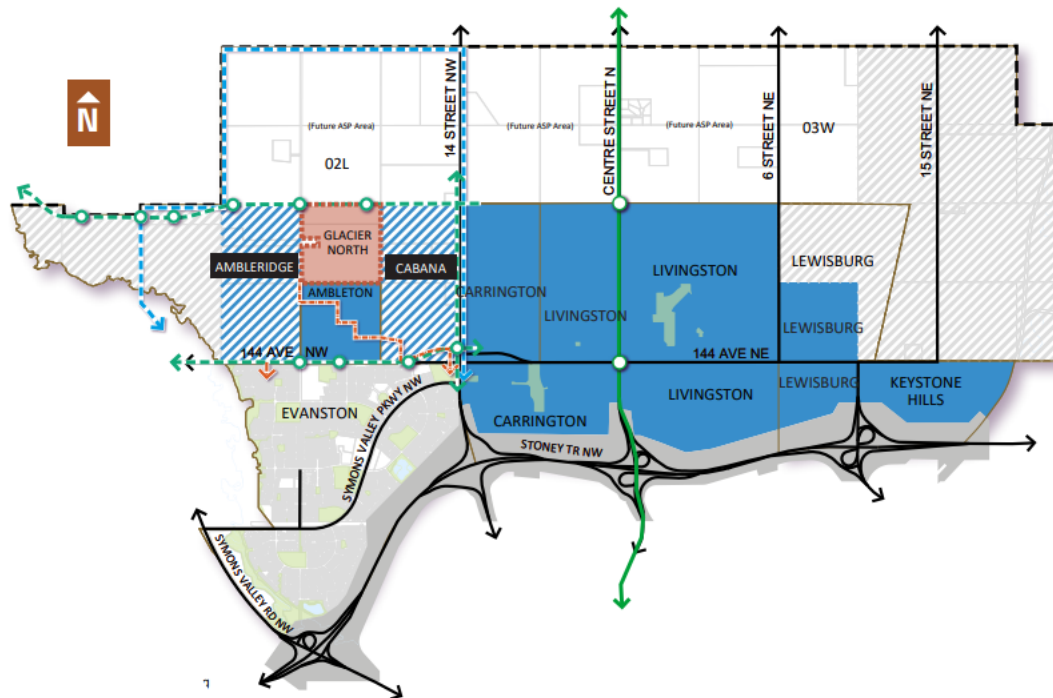 N
14 STREET NW
CENTRE STREET N
6 STREET NE
15 STREET NE
(Future ASP Area)
(Future ASP Area)
(Future ASP Area)
03W
02L
GLACIER
NORTH
AMBLERIDGE
CABANA
AMBLETON
CARRINGTON
LIVINGSTON
LIVINGSTON
LEWISBURG
LEWISBURG
144 AVE NW
144 AVE NE
EVANSTON
SYMONS VALLEY PKWY NW
CARRINGTON
LIVINGSTON
LEWISBURG
KEYSTONE
HILLS
STONEY TR NW
SYMONS VALLEY RD NW